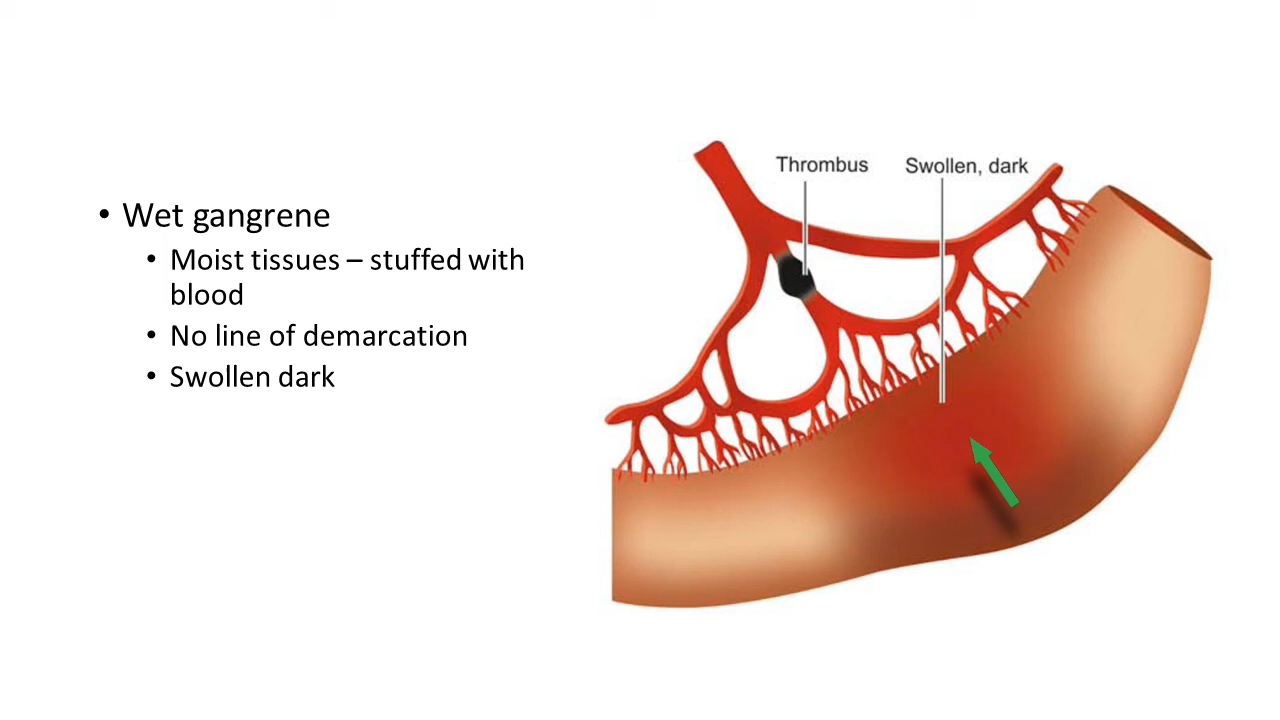 • Wet gangrene
• Moist tissues – stuffed with
blood
• No line of demarcation
• Swollen dark
Thrombus
Swollen, dark